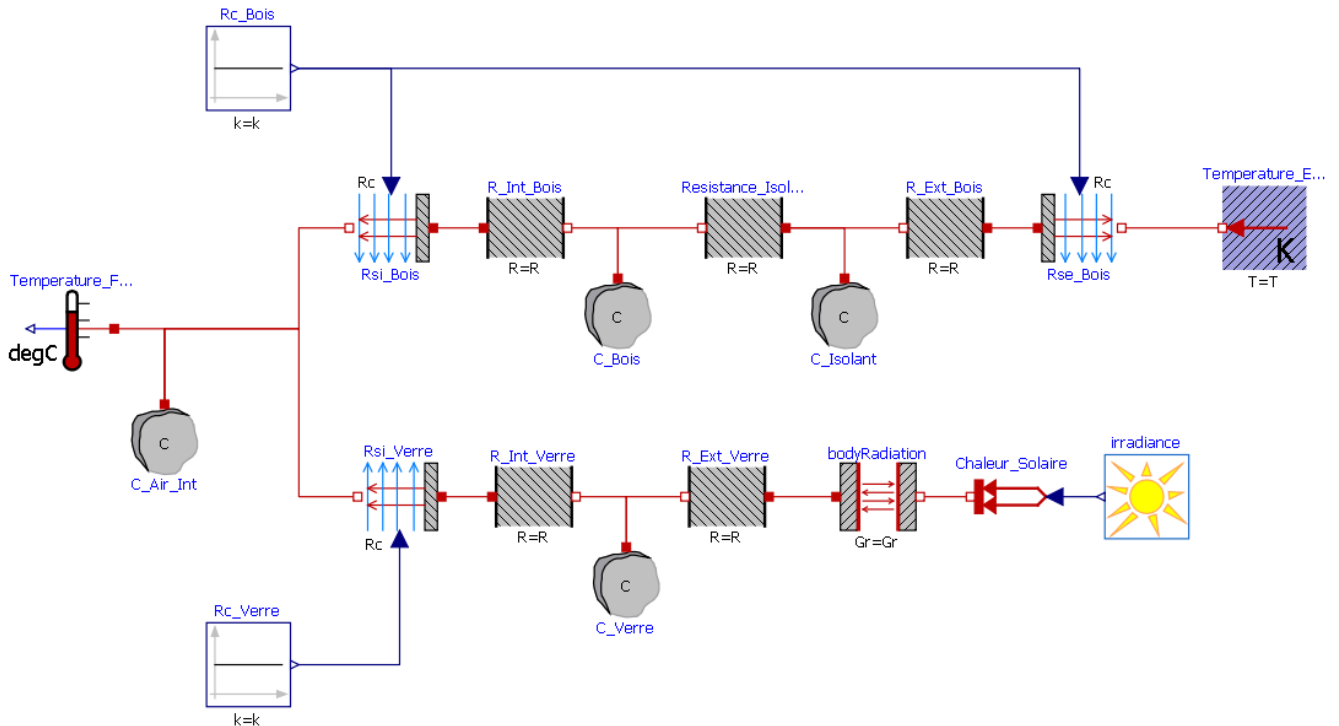 Rc_Bois
k=k
Rc
R_Int_Bois
Resistance_Isol...
R_Ext_Bois
Rc
Temperature_E...
Rsi_Bois
R=R
R=R
R=R
Rse_Bois
K
T=T
Temperature_F...
degC
C
C_Bois
C
C_Isolant
C
C_Air_Int
Rsi_Verre
R_Int_Verre
R_Ext_Verre
bodyRadiation
Chaleur_Solaire
irradiance
Rc
R=R
R=R
Gr=Gr
C
C_Verre
Rc_Verre
k=k